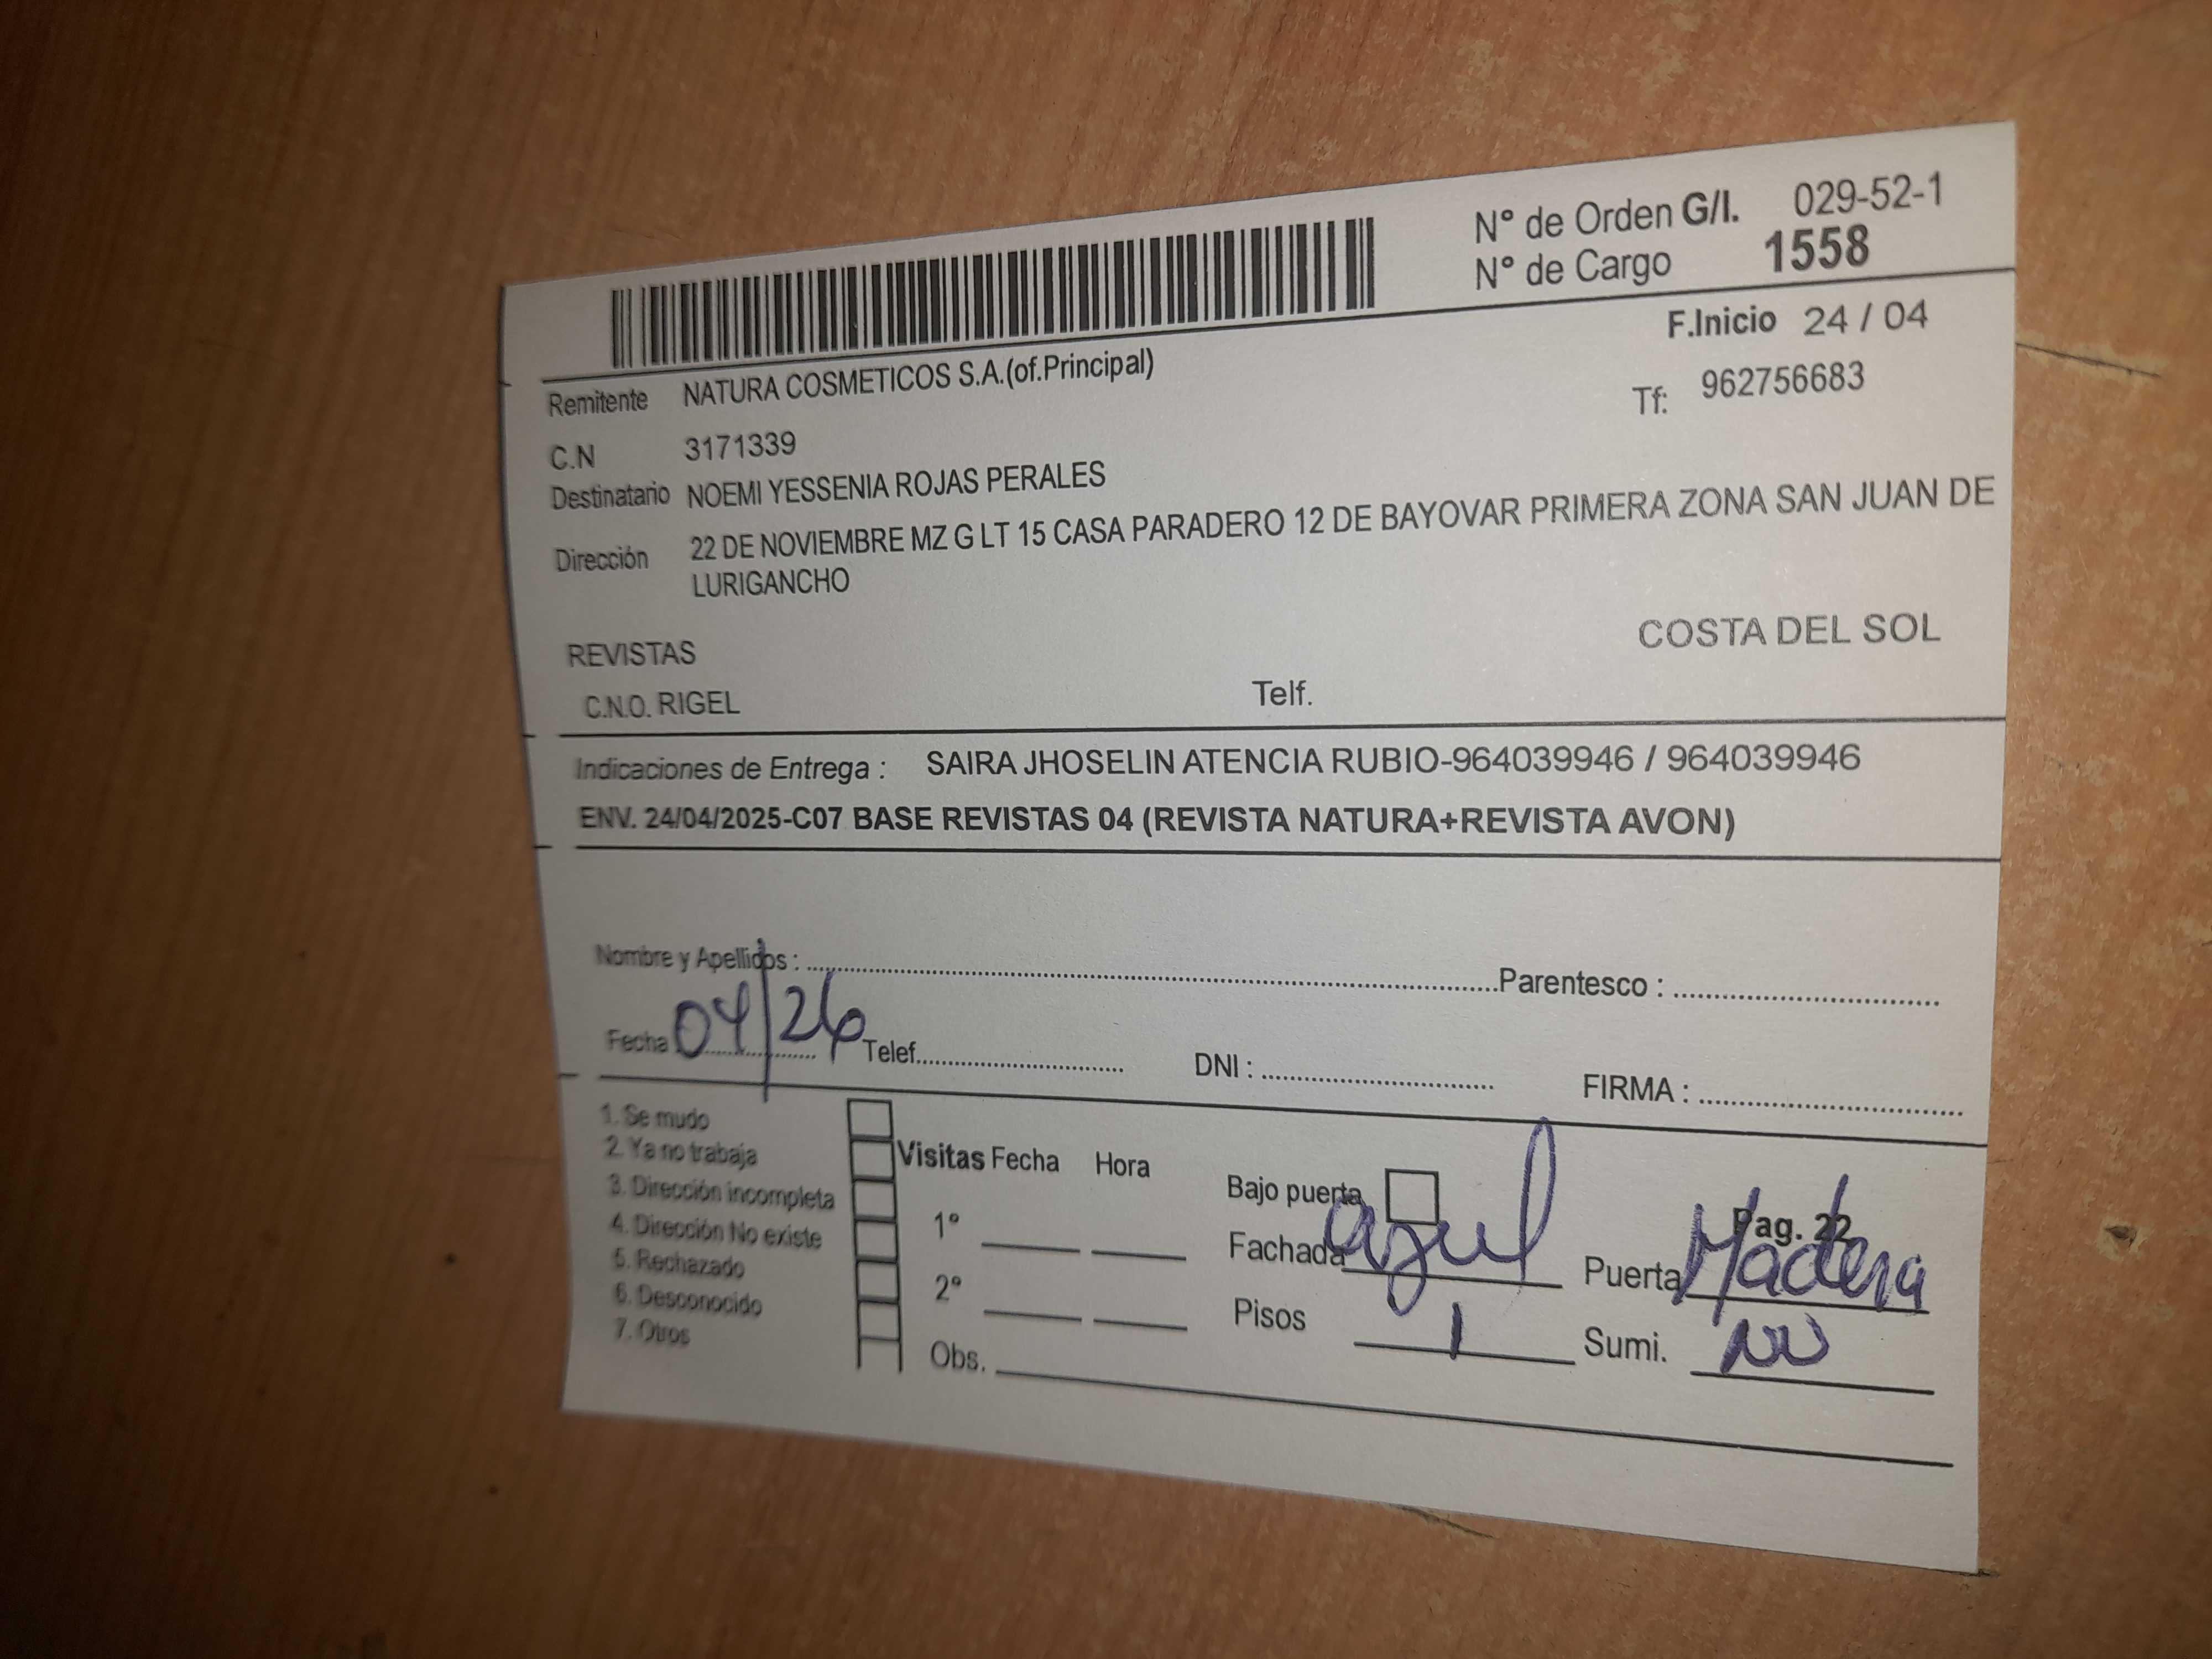 N° de Orden G/I. 029-52-1
N° de Cargo 1558
F.Inicio 24 / 04
Remitente NATURA COSMETICOS S.A.(of.Principal)
Tf: 962756683
C.N 3171339
Destinatario NOEMI YESSENIA ROJAS PERALES
Dirección 22 DE NOVIEMBRE MZ G LT 15 CASA PARADERO 12 DE BAYOVAR PRIMERA ZONA SAN JUAN DE
LURIGANCHO
REVISTAS COSTA DEL SOL
C.N.O. RIGEL Telf.
Indicaciones de Entrega : SAIRA JHOSELIN ATENCIA RUBIO-964039946 / 964039946
ENV. 24/04/2025-C07 BASE REVISTAS 04 (REVISTA NATURA+REVISTA AVON)
Nombre y Apellidos : Parentesco :
Fecha 04/26 Telef. DNI : FIRMA :
1. Se mudo
2. Ya no trabaja
3. Dirección incompleta
4. Dirección No existe
5. Rechazado
6. Desconocido
7. Otros
Visitas Fecha Hora
1º
2º
Obs.
Bajo puerta
Pag. 22
Fachada azul Puerta Madera
Pisos 1 Sumi. NO